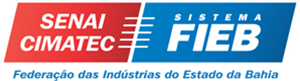 SENAI
CIMATEC
SISTEMA
FIEB
Federação das Indústrias do Estado da Bahia